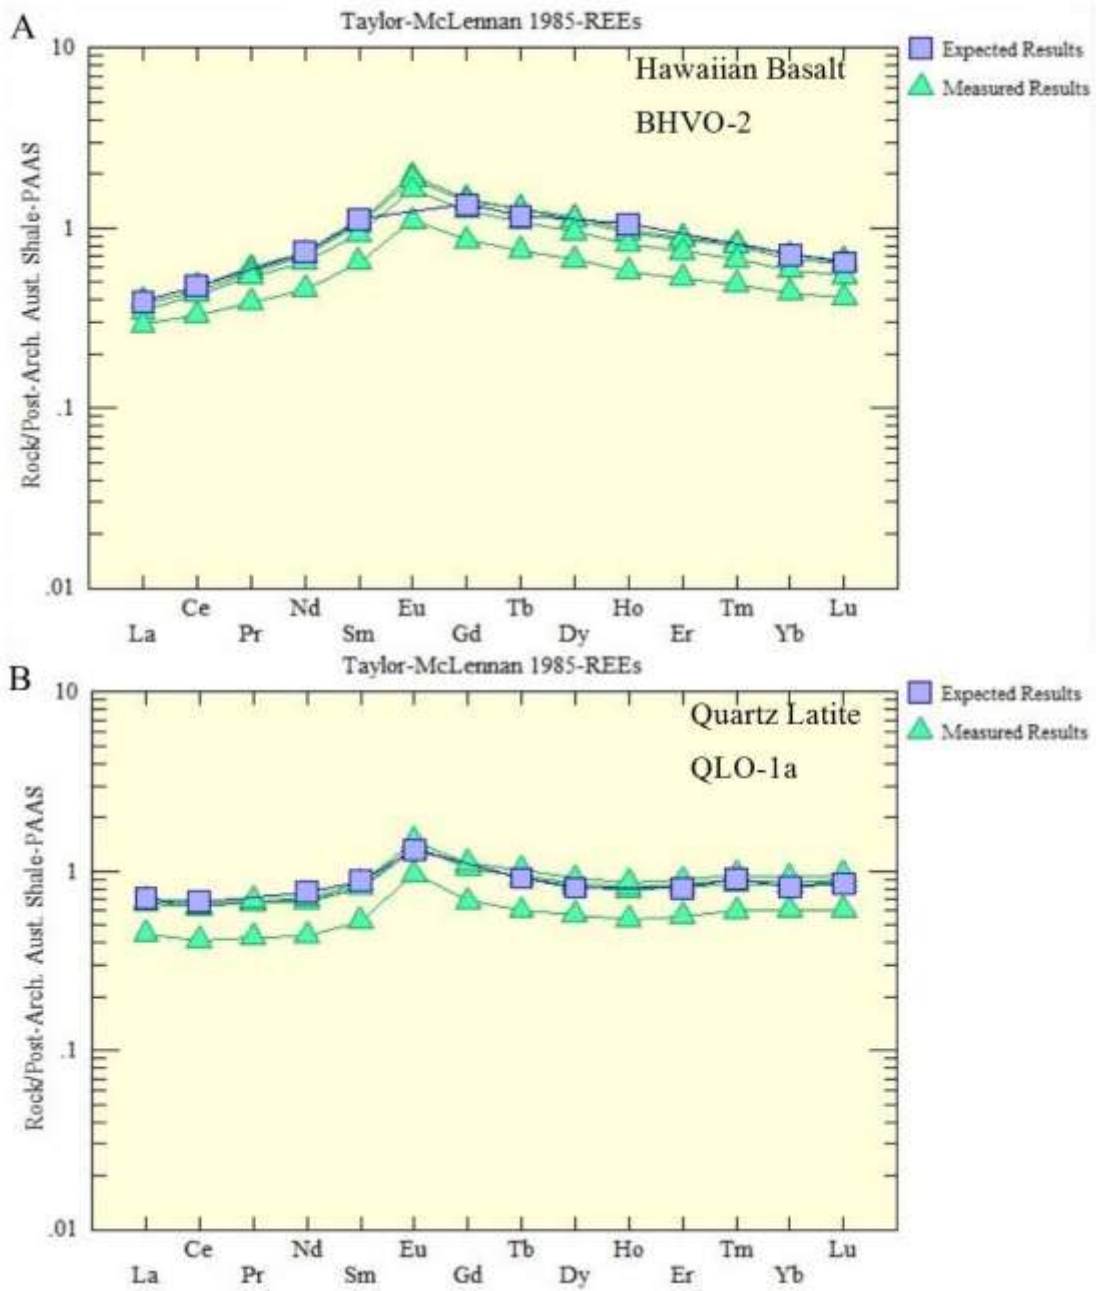 A
Taylor-McLennan 1985-REEs
10
Hawaiian Basalt
BHVO-2
Expected Results
Measured Results
Rock/Post-Arch. Aust. Shale-PAAS
1
.1
.01
Ce Nd Eu Tb Ho Tm Lu
La Pr Sm Gd Dy Er Yb
B
Taylor-McLennan 1985-REEs
10
Quartz Latite
QLO-1a
Expected Results
Measured Results
Rock/Post-Arch. Aust. Shale-PAAS
1
.1
.01
Ce Nd Eu Tb Ho Tm Lu
La Pr Sm Gd Dy Er Yb